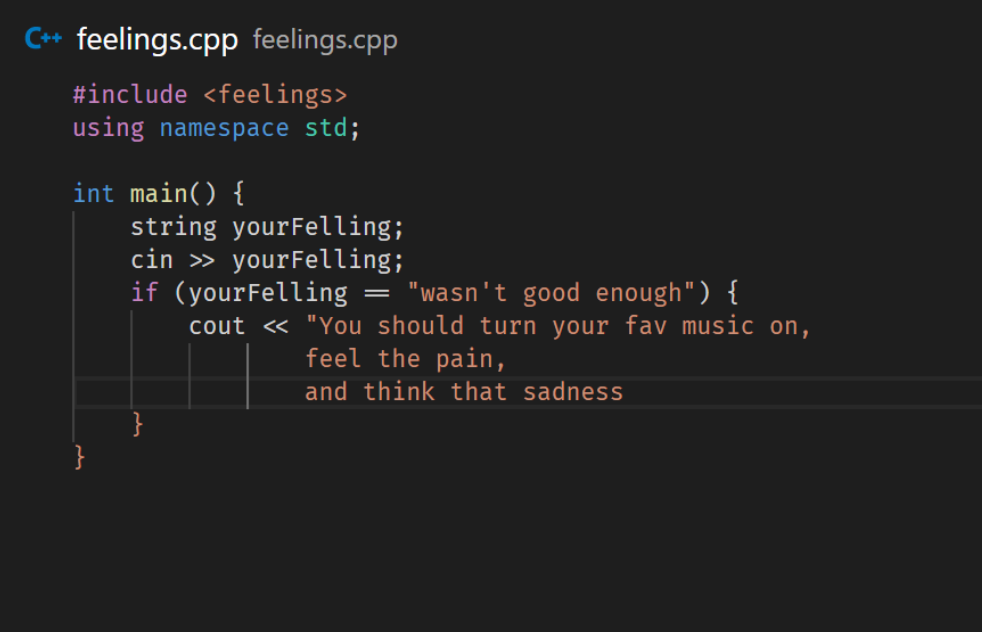 C++ feelings.cpp feelings.cpp
#include <feelings>
using namespace std;
int main() {
string yourFelling;
cin >> yourFelling;
if (yourFelling == "wasn't good enough") {
cout << "You should turn your fav music on,
feel the pain,
and think that sadness
}
}